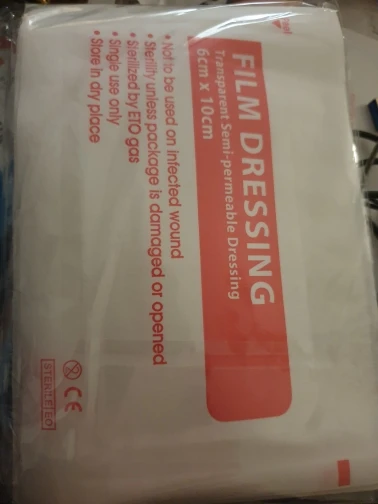 FILM DRESSING
Transparent Semi-permeable Dressing
6cm x 10cm
• Not to be used on infected wound
• Sterility unless package is damaged or opened
• Sterilized by ETO gas
• Single use only
• Store in dry place
CE
STERILE EO